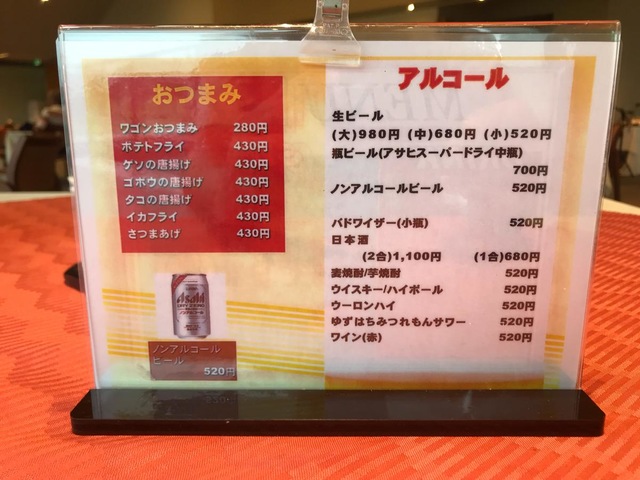 おつまみ
ワゴンおつまみ 280円
ポテトフライ 430円
ゲソの唐揚げ 430円
ゴボウの唐揚げ 430円
タコの唐揚げ 430円
イカフライ 430円
さつまあげ 430円
Asahi
ノンアルコール
ビール
520円
アルコール
生ビール
(大)980円 (中)680円 (小)520円
瓶ビール(アサヒスーパードライ中瓶)
700円
ノンアルコールビール 520円
バドワイザー(小瓶) 520円
日本酒
(2合)1,100円 (1合)680円
麦焼酎/芋焼酎 520円
ウイスキー/ハイボール 520円
ウーロンハイ 520円
ゆずはちみつれもんサワー 520円
ワイン(赤) 520円